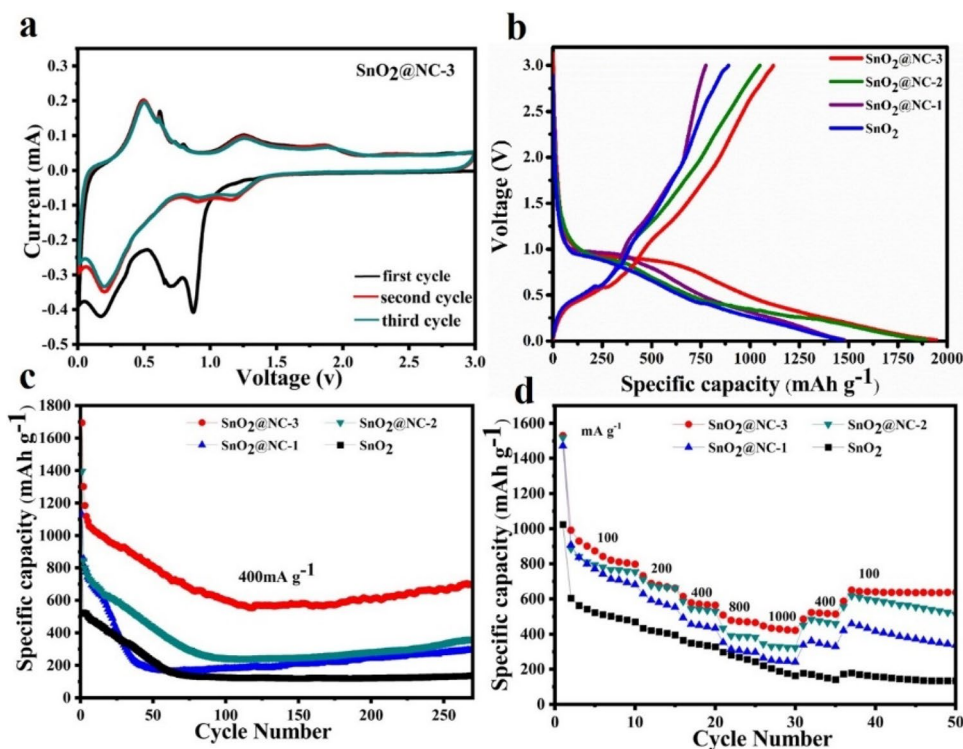 a
SnO2@NC-3
Current (mA)
0.3
0.2
0.1
0.0
-0.1
-0.2
-0.3
-0.4
-0.5
first cycle
second cycle
third cycle
0.0 0.5 1.0 1.5 2.0 2.5 3.0
Voltage (v)
b
SnO2@NC-3
SnO2@NC-2
SnO2@NC-1
SnO2
Voltage (V)
3.0
2.5
2.0
1.5
1.0
0.5
0.0
0 250 500 750 1000 1250 1500 1750 2000
Specific capacity (mAh g-1)
c
SnO2@NC-3 SnO2@NC-2
SnO2@NC-1 SnO2
Specific capacity (mAh g-1)
1800
1600
1400
1200
1000
800
600
400
200
0
400mA g-1
0 50 100 150 200 250
Cycle Number
d
mA g-1
SnO2@NC-3 SnO2@NC-2
SnO2@NC-1 SnO2
Specific capacity (mAh g-1)
1600
1400
1200
1000
800
600
400
200
0
100
200
400
800
1000
400
100
0 10 20 30 40 50
Cycle Number